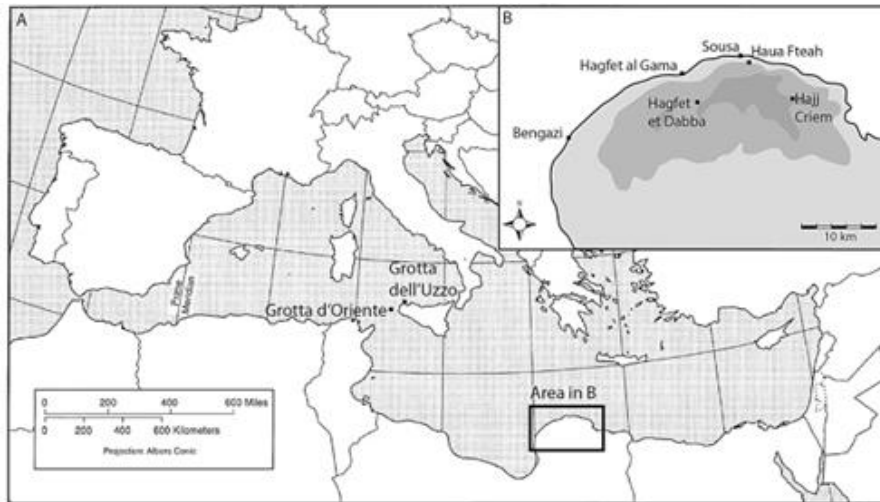 A
B
Sousa
Haua Fteah
Hagfet al Gama
Hagfet
et Dabba
Hajj
Criem
Bengazi
N
10 km
Grotta
dell'Uzzo
Grotta d'Oriente
Prime
Meridian
Area in B
0 200 400 600 Miles
0 200 400 600 Kilometers
Projection: Albers Conic